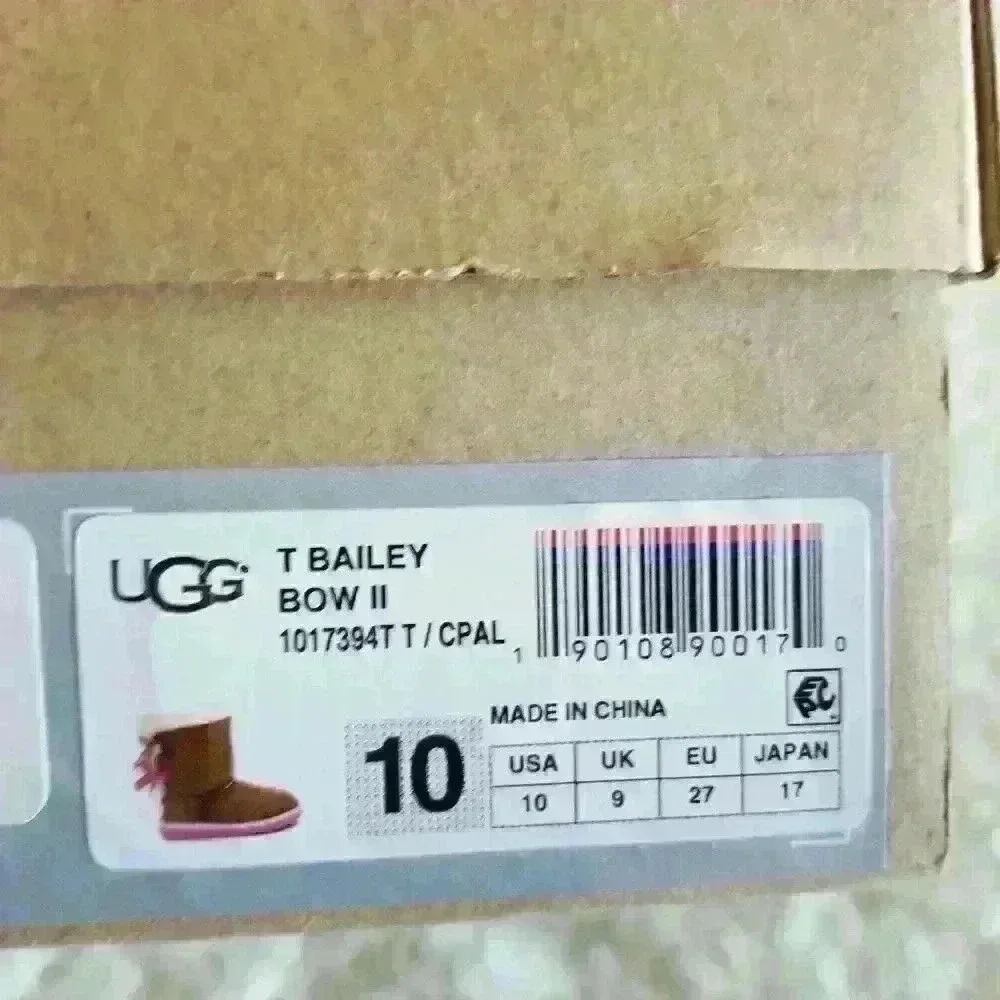 UGG
T BAILEY
BOW II
1017394T T / CPAL
1 90108 90017 0
MADE IN CHINA
10
USA UK EU JAPAN
10 9 27 17